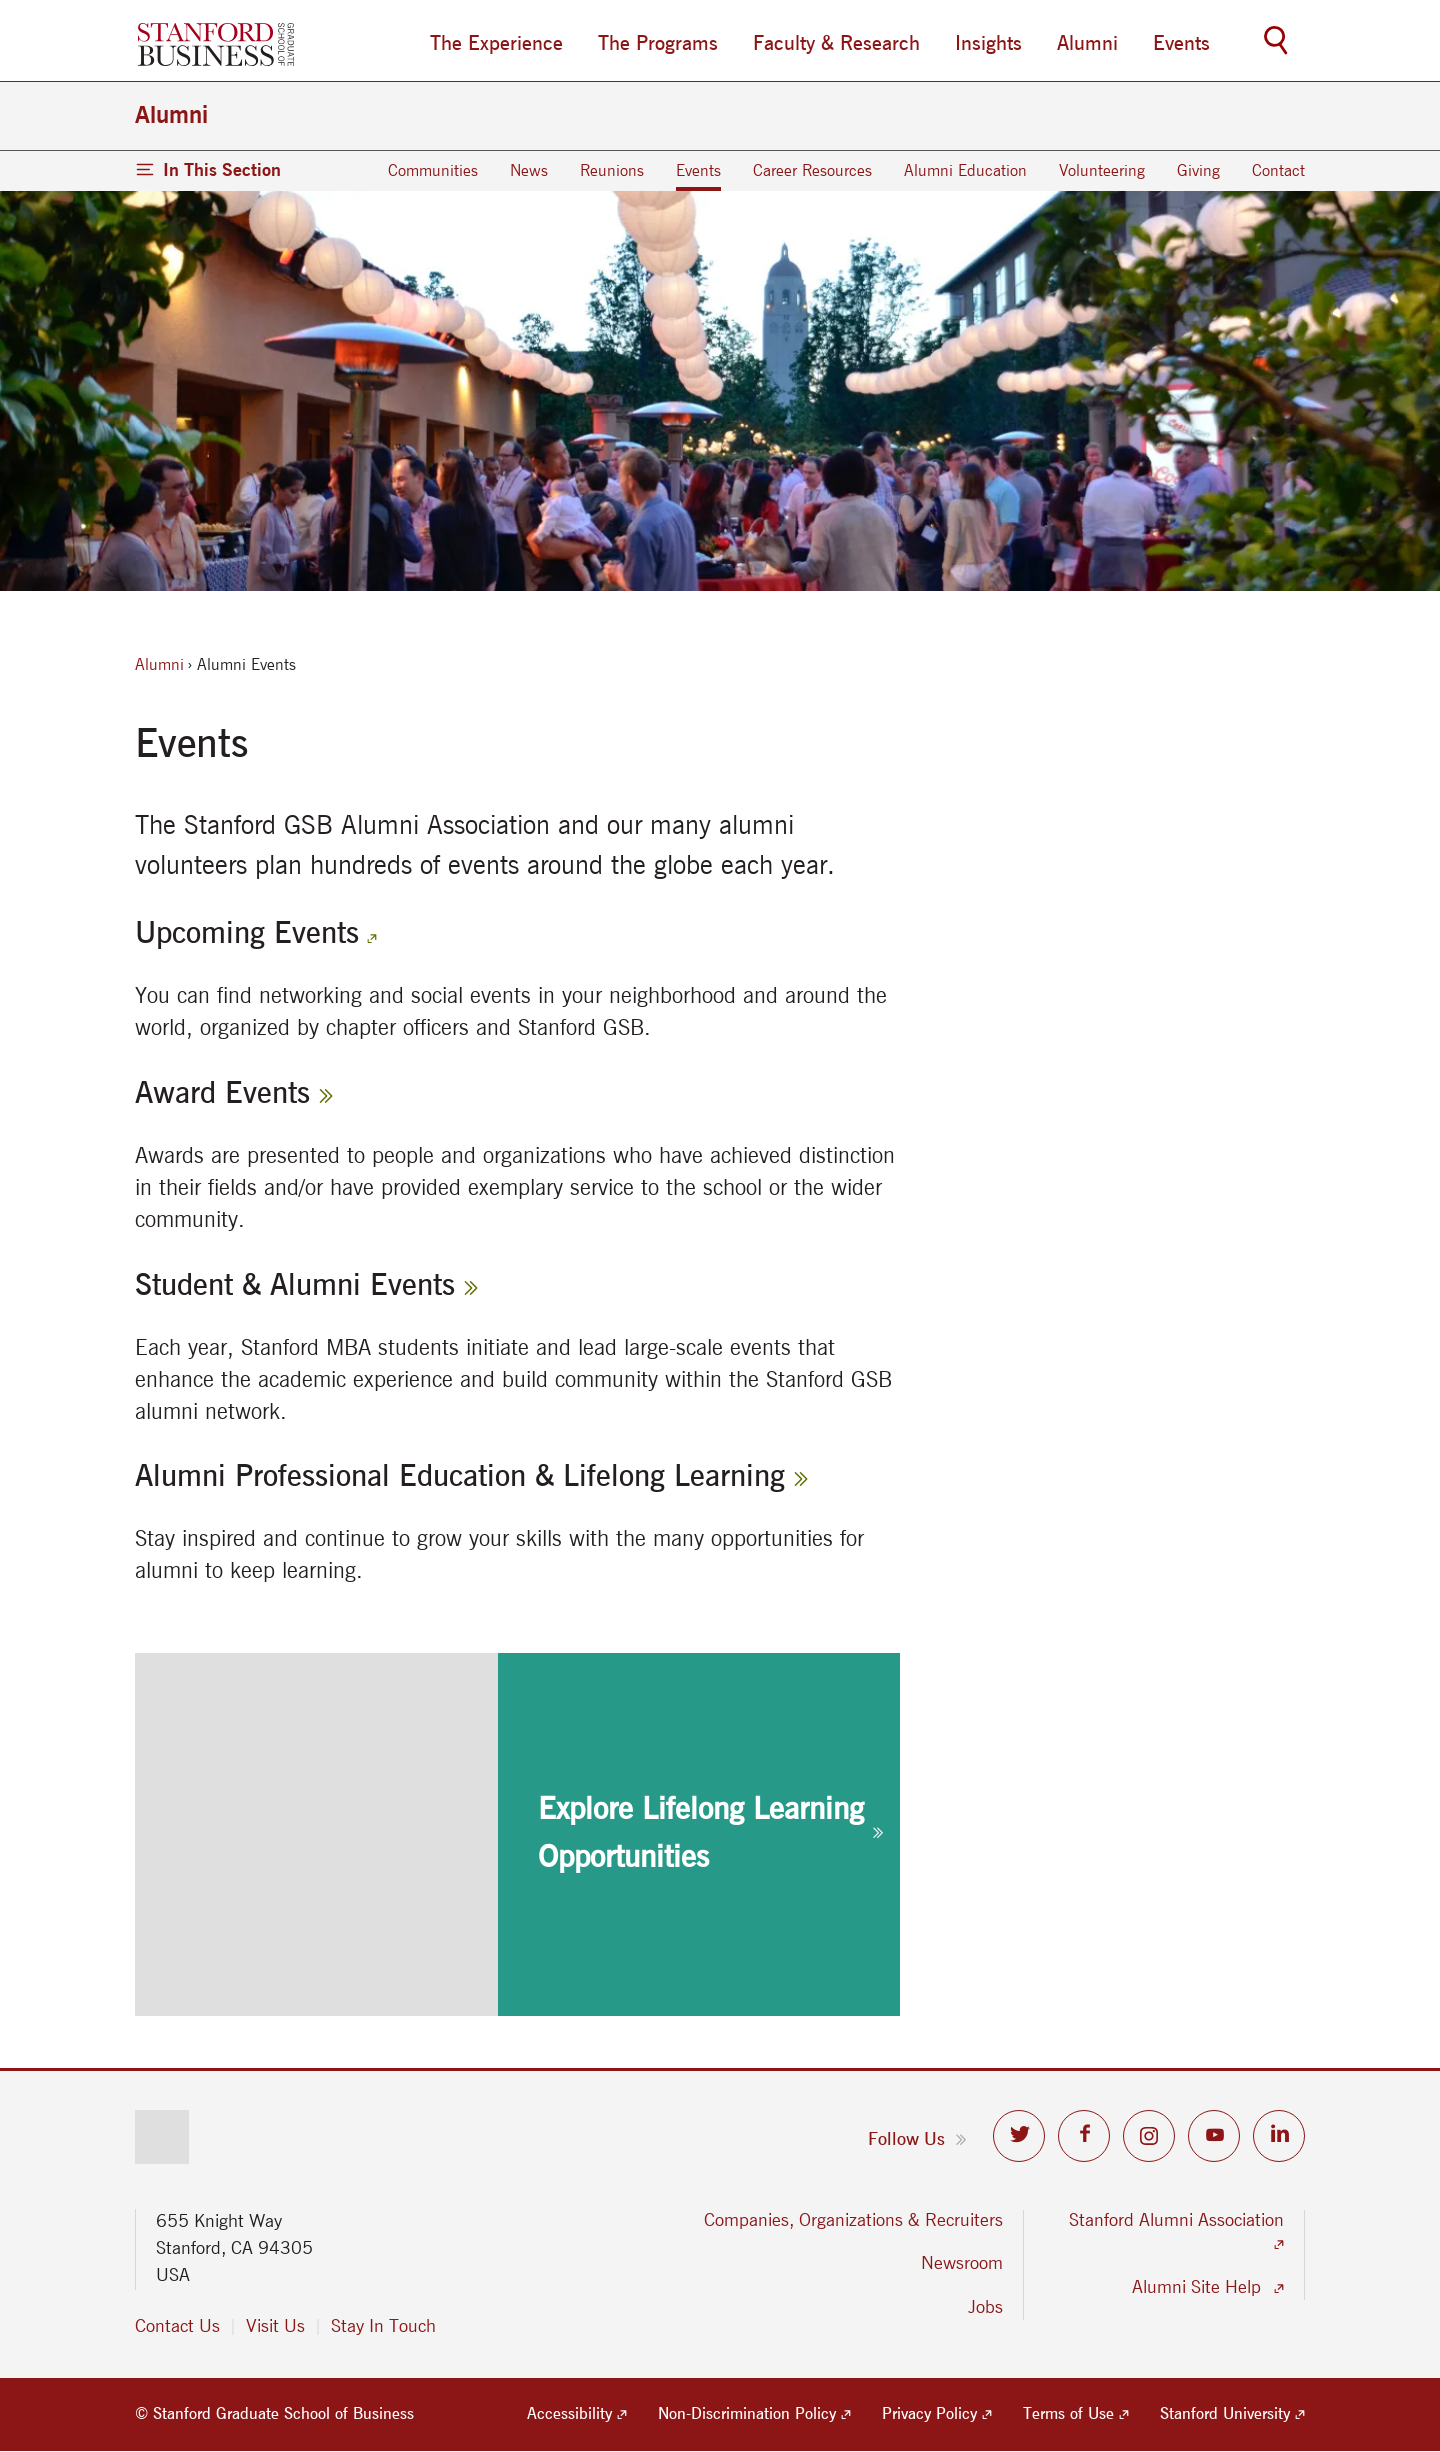 STANFORD
BUSINESS
GRADUATE
SCHOOL OF
The Experience
The Programs
Faculty & Research
Insights
Alumni
Events
Alumni
In This Section
Communities
News
Reunions
Events
Career Resources
Alumni Education
Volunteering
Giving
Contact
Alumni › Alumni Events
Events
The Stanford GSB Alumni Association and our many alumni
volunteers plan hundreds of events around the globe each year.
Upcoming Events
You can find networking and social events in your neighborhood and around the
world, organized by chapter officers and Stanford GSB.
Award Events »
Awards are presented to people and organizations who have achieved distinction
in their fields and/or have provided exemplary service to the school or the wider
community.
Student & Alumni Events »
Each year, Stanford MBA students initiate and lead large-scale events that
enhance the academic experience and build community within the Stanford GSB
alumni network.
Alumni Professional Education & Lifelong Learning »
Stay inspired and continue to grow your skills with the many opportunities for
alumni to keep learning.
Explore Lifelong Learning
Opportunities »
Follow Us »
655 Knight Way
Stanford, CA 94305
USA
Contact Us | Visit Us | Stay In Touch
Companies, Organizations & Recruiters
Newsroom
Jobs
Stanford Alumni Association
Alumni Site Help
© Stanford Graduate School of Business
Accessibility
Non-Discrimination Policy
Privacy Policy
Terms of Use
Stanford University